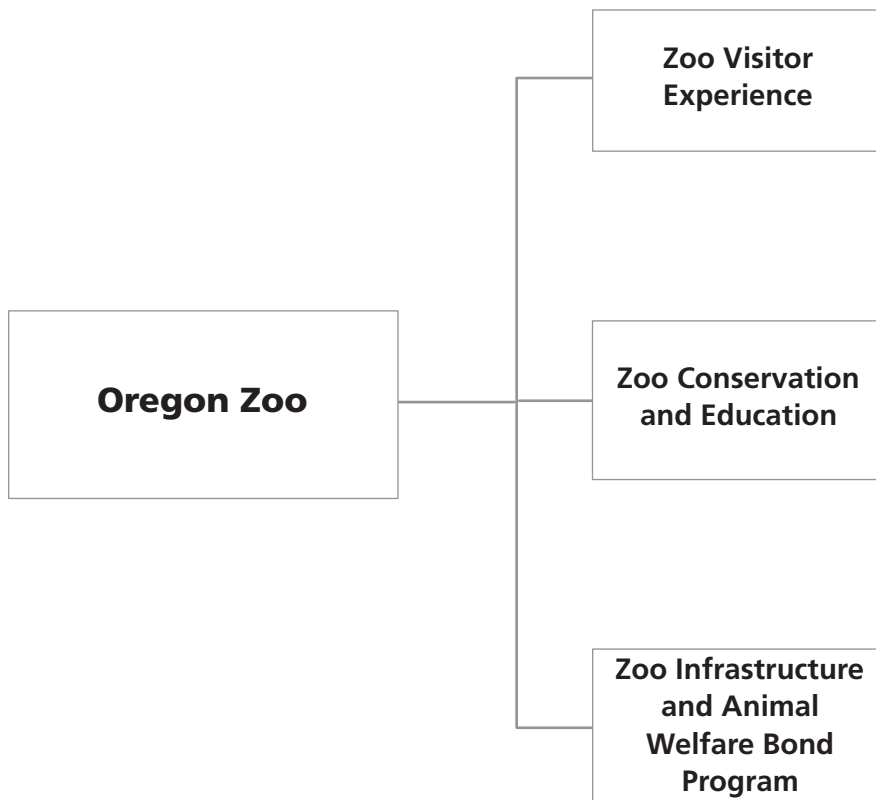 Zoo Visitor
Experience
Oregon Zoo
Zoo Conservation
and Education
Zoo Infrastructure
and Animal
Welfare Bond
Program